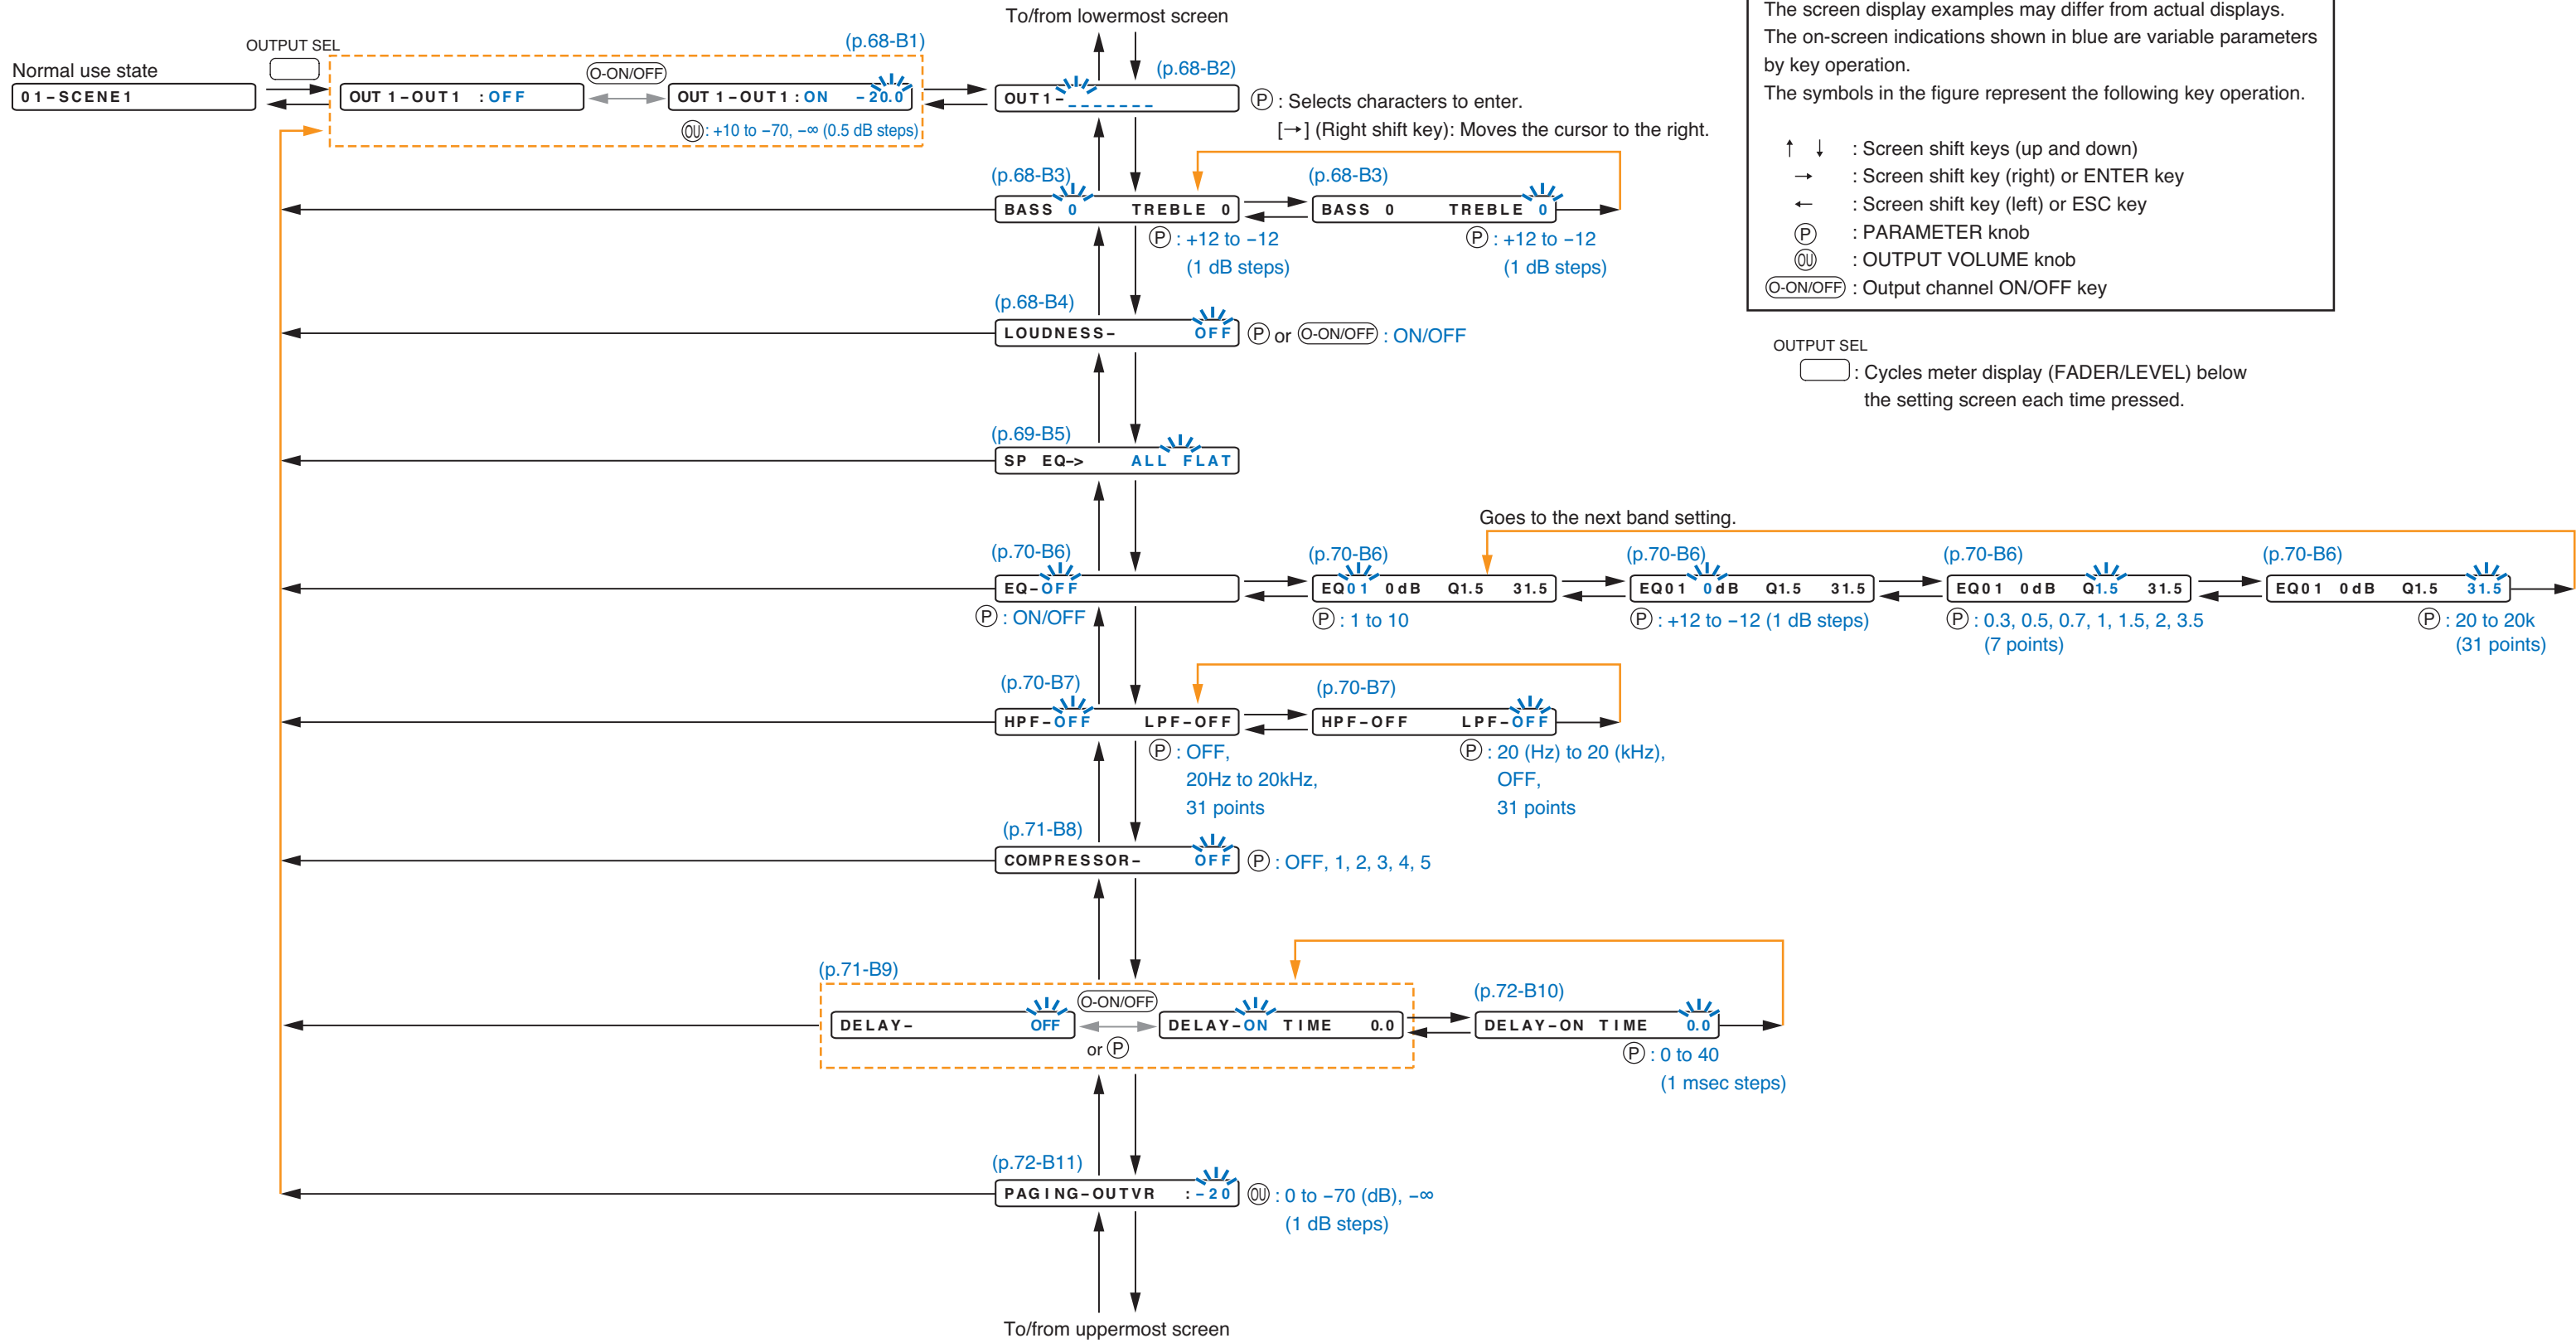 To/from lowermost screen
The screen display examples may differ from actual displays.
The on-screen indications shown in blue are variable parameters
by key operation.
The symbols in the figure represent the following key operation.
↑ ↓ : Screen shift keys (up and down)
→ : Screen shift key (right) or ENTER key
← : Screen shift key (left) or ESC key
P : PARAMETER knob
OU : OUTPUT VOLUME knob
O-ON/OFF : Output channel ON/OFF key
OUTPUT SEL
: Cycles meter display (FADER/LEVEL) below
the setting screen each time pressed.
OUTPUT SEL
(p.68-B1)
Normal use state
O-ON/OFF
01-SCENE1
OUT 1-OUT1 :OFF
OUT 1-OUT1:ON -20.0
OU: +10 to -70, -∞ (0.5 dB steps)
(p.68-B2)
OUT1-_______
P : Selects characters to enter.
[→] (Right shift key): Moves the cursor to the right.
(p.68-B3)
(p.68-B3)
BASS 0 TREBLE 0
BASS 0 TREBLE 0
P : +12 to -12
(1 dB steps)
P : +12 to -12
(1 dB steps)
(p.68-B4)
LOUDNESS- OFF
P or O-ON/OFF : ON/OFF
(p.69-B5)
SP EQ-> ALL FLAT
Goes to the next band setting.
(p.70-B6)
(p.70-B6)
(p.70-B6)
(p.70-B6)
(p.70-B6)
EQ-OFF
EQ01 0dB Q1.5 31.5
EQ01 0dB Q1.5 31.5
EQ01 0dB Q1.5 31.5
EQ01 0dB Q1.5 31.5
P : ON/OFF
P : 1 to 10
P : +12 to -12 (1 dB steps)
P : 0.3, 0.5, 0.7, 1, 1.5, 2, 3.5
(7 points)
P : 20 to 20k
(31 points)
(p.70-B7)
(p.70-B7)
HPF-OFF LPF-OFF
HPF-OFF LPF-OFF
P : OFF,
20Hz to 20kHz,
31 points
P : 20 (Hz) to 20 (kHz),
OFF,
31 points
(p.71-B8)
COMPRESSOR- OFF
P : OFF, 1, 2, 3, 4, 5
(p.71-B9)
O-ON/OFF
(p.72-B10)
DELAY- OFF
or P
DELAY-ON TIME 0.0
DELAY-ON TIME 0.0
P : 0 to 40
(1 msec steps)
(p.72-B11)
PAGING-OUTVR :-20
OU : 0 to -70 (dB), -∞
(1 dB steps)
To/from uppermost screen